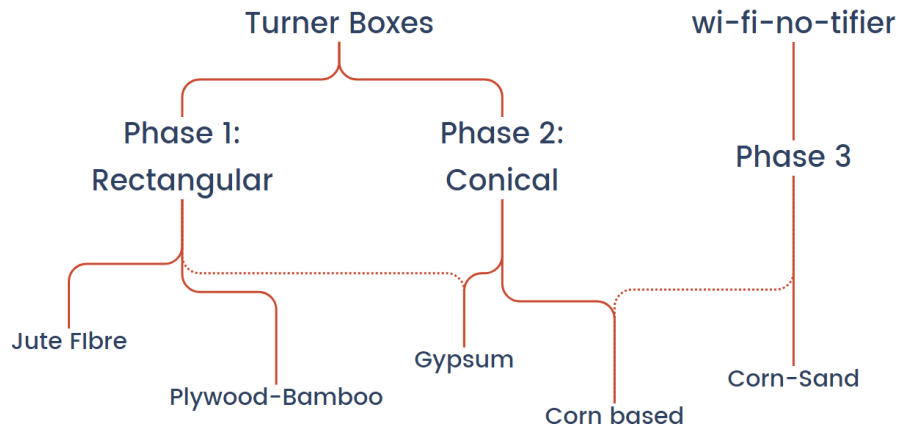 Turner Boxes
wi-fi-no-tifier
Phase 1:
Rectangular
Phase 2:
Conical
Phase 3
Jute FIbre
Plywood-Bamboo
Gypsum
Corn based
Corn-Sand